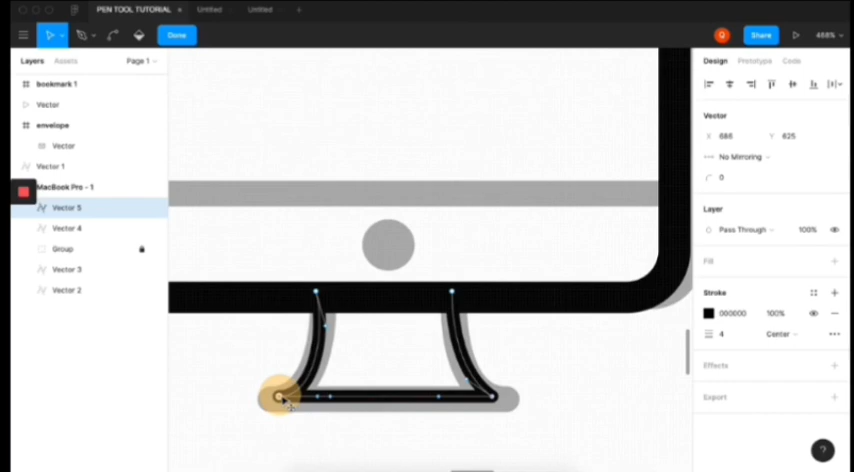 PEN TOOL TUTORIAL
Untitled
Untitled
Done
Q
Share
468%
Layers
Assets
Page 1
Design
Prototype
Code
bookmark 1
Vector
Vector
X 686
Y 625
envelope
Vector
No Mirroring
Vector 1
0
MacBook Pro - 1
Vector 5
Layer
Vector 4
Pass Through
100%
Group
Fill
Vector 3
Vector 2
Stroke
000000
100%
4
Center
Effects
Export
?